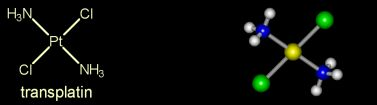 H₃N Cl
Pt
Cl NH₃
transplatin